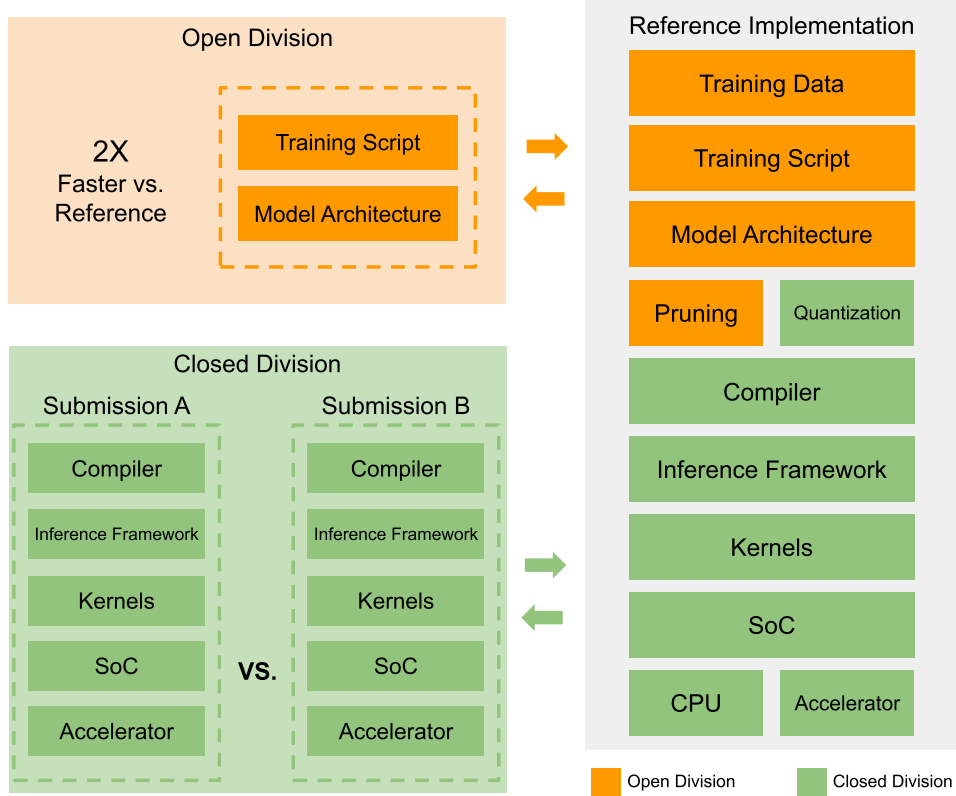 Open Division
2X
Faster vs.
Reference
Training Script
Model Architecture
Closed Division
Submission A
Compiler
Inference Framework
Kernels
SoC
Accelerator
VS.
Submission B
Compiler
Inference Framework
Kernels
SoC
Accelerator
Reference Implementation
Training Data
Training Script
Model Architecture
Pruning
Quantization
Compiler
Inference Framework
Kernels
SoC
CPU
Accelerator
Open Division
Closed Division